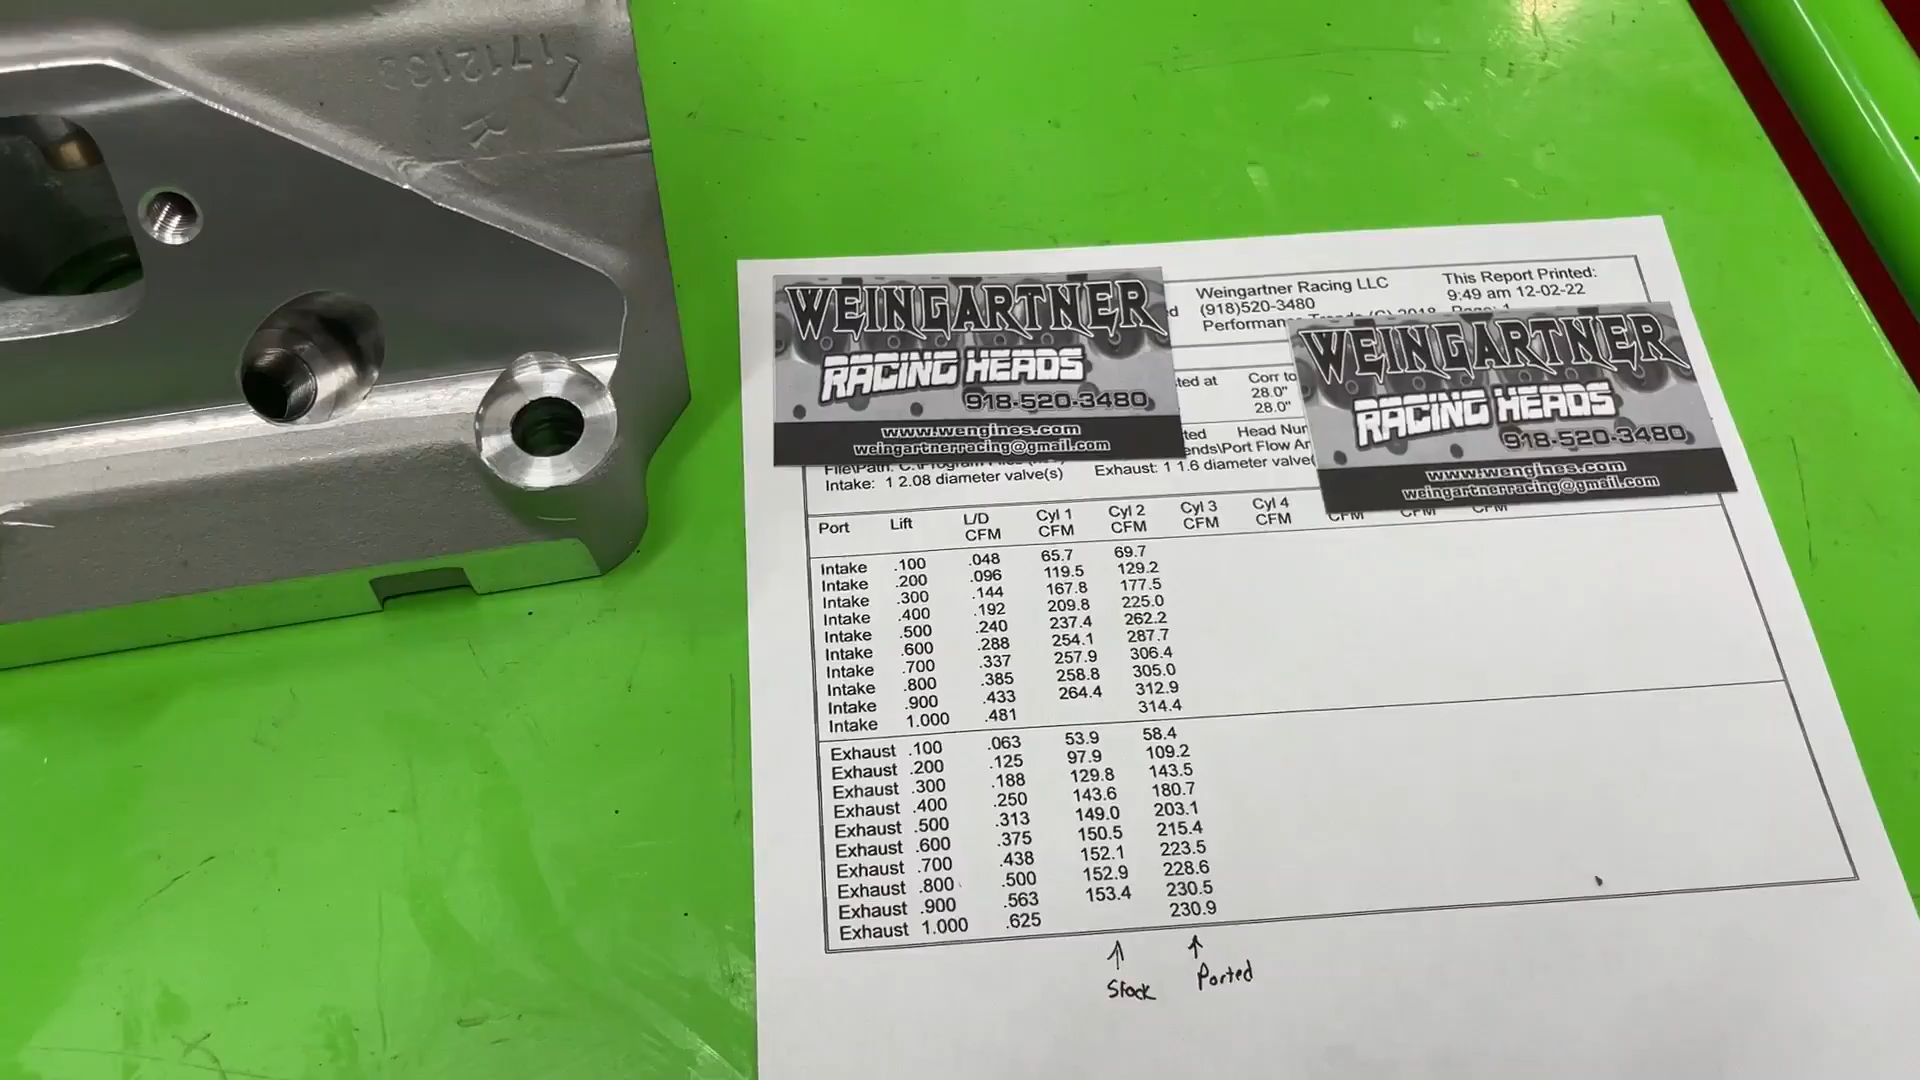 1712133
WEINGARTNER
RACING HEADS
918-520-3480
www.wengines.com
weingartnerracing@gmail.com
Weingartner Racing LLC
(918)520-3480
This Report Printed:
9:49 am 12-02-22
WEINGARTNER
RACING HEADS
918-520-3480
www.wengines.com
weingartnerracing@gmail.com
Corr to
28.0"
28.0"
Intake: 1 2.08 diameter valve(s) Exhaust: 1 1.6 diameter valve(
Port Lift L/D Cyl 1 Cyl 2 Cyl 3 Cyl 4
CFM CFM CFM CFM CFM CFM CFM CFM
Intake .100 .048 65.7 69.7
Intake .200 .096 119.5 129.2
Intake .300 .144 167.8 177.5
Intake .400 .192 209.8 225.0
Intake .500 .240 237.4 262.2
Intake .600 .288 254.1 287.7
Intake .700 .337 257.9 306.4
Intake .800 .385 258.8 305.0
Intake .900 .433 264.4 312.9
Intake 1.000 .481 314.4
Exhaust .100 .063 53.9 58.4
Exhaust .200 .125 97.9 109.2
Exhaust .300 .188 129.8 143.5
Exhaust .400 .250 143.6 180.7
Exhaust .500 .313 149.0 203.1
Exhaust .600 .375 150.5 215.4
Exhaust .700 .438 152.1 223.5
Exhaust .800 .500 152.9 228.6
Exhaust .900 .563 153.4 230.5
Exhaust 1.000 .625 230.9
Stock Ported